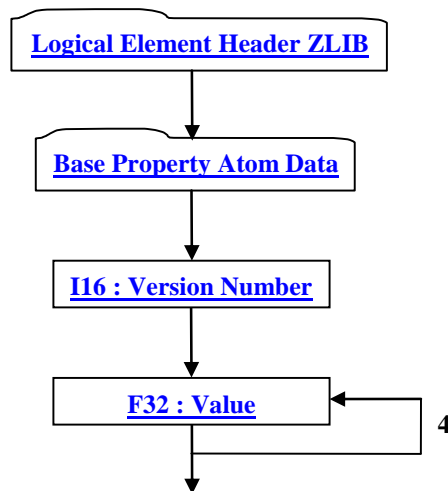 Logical Element Header ZLIB
Base Property Atom Data
I16 : Version Number
F32 : Value
4